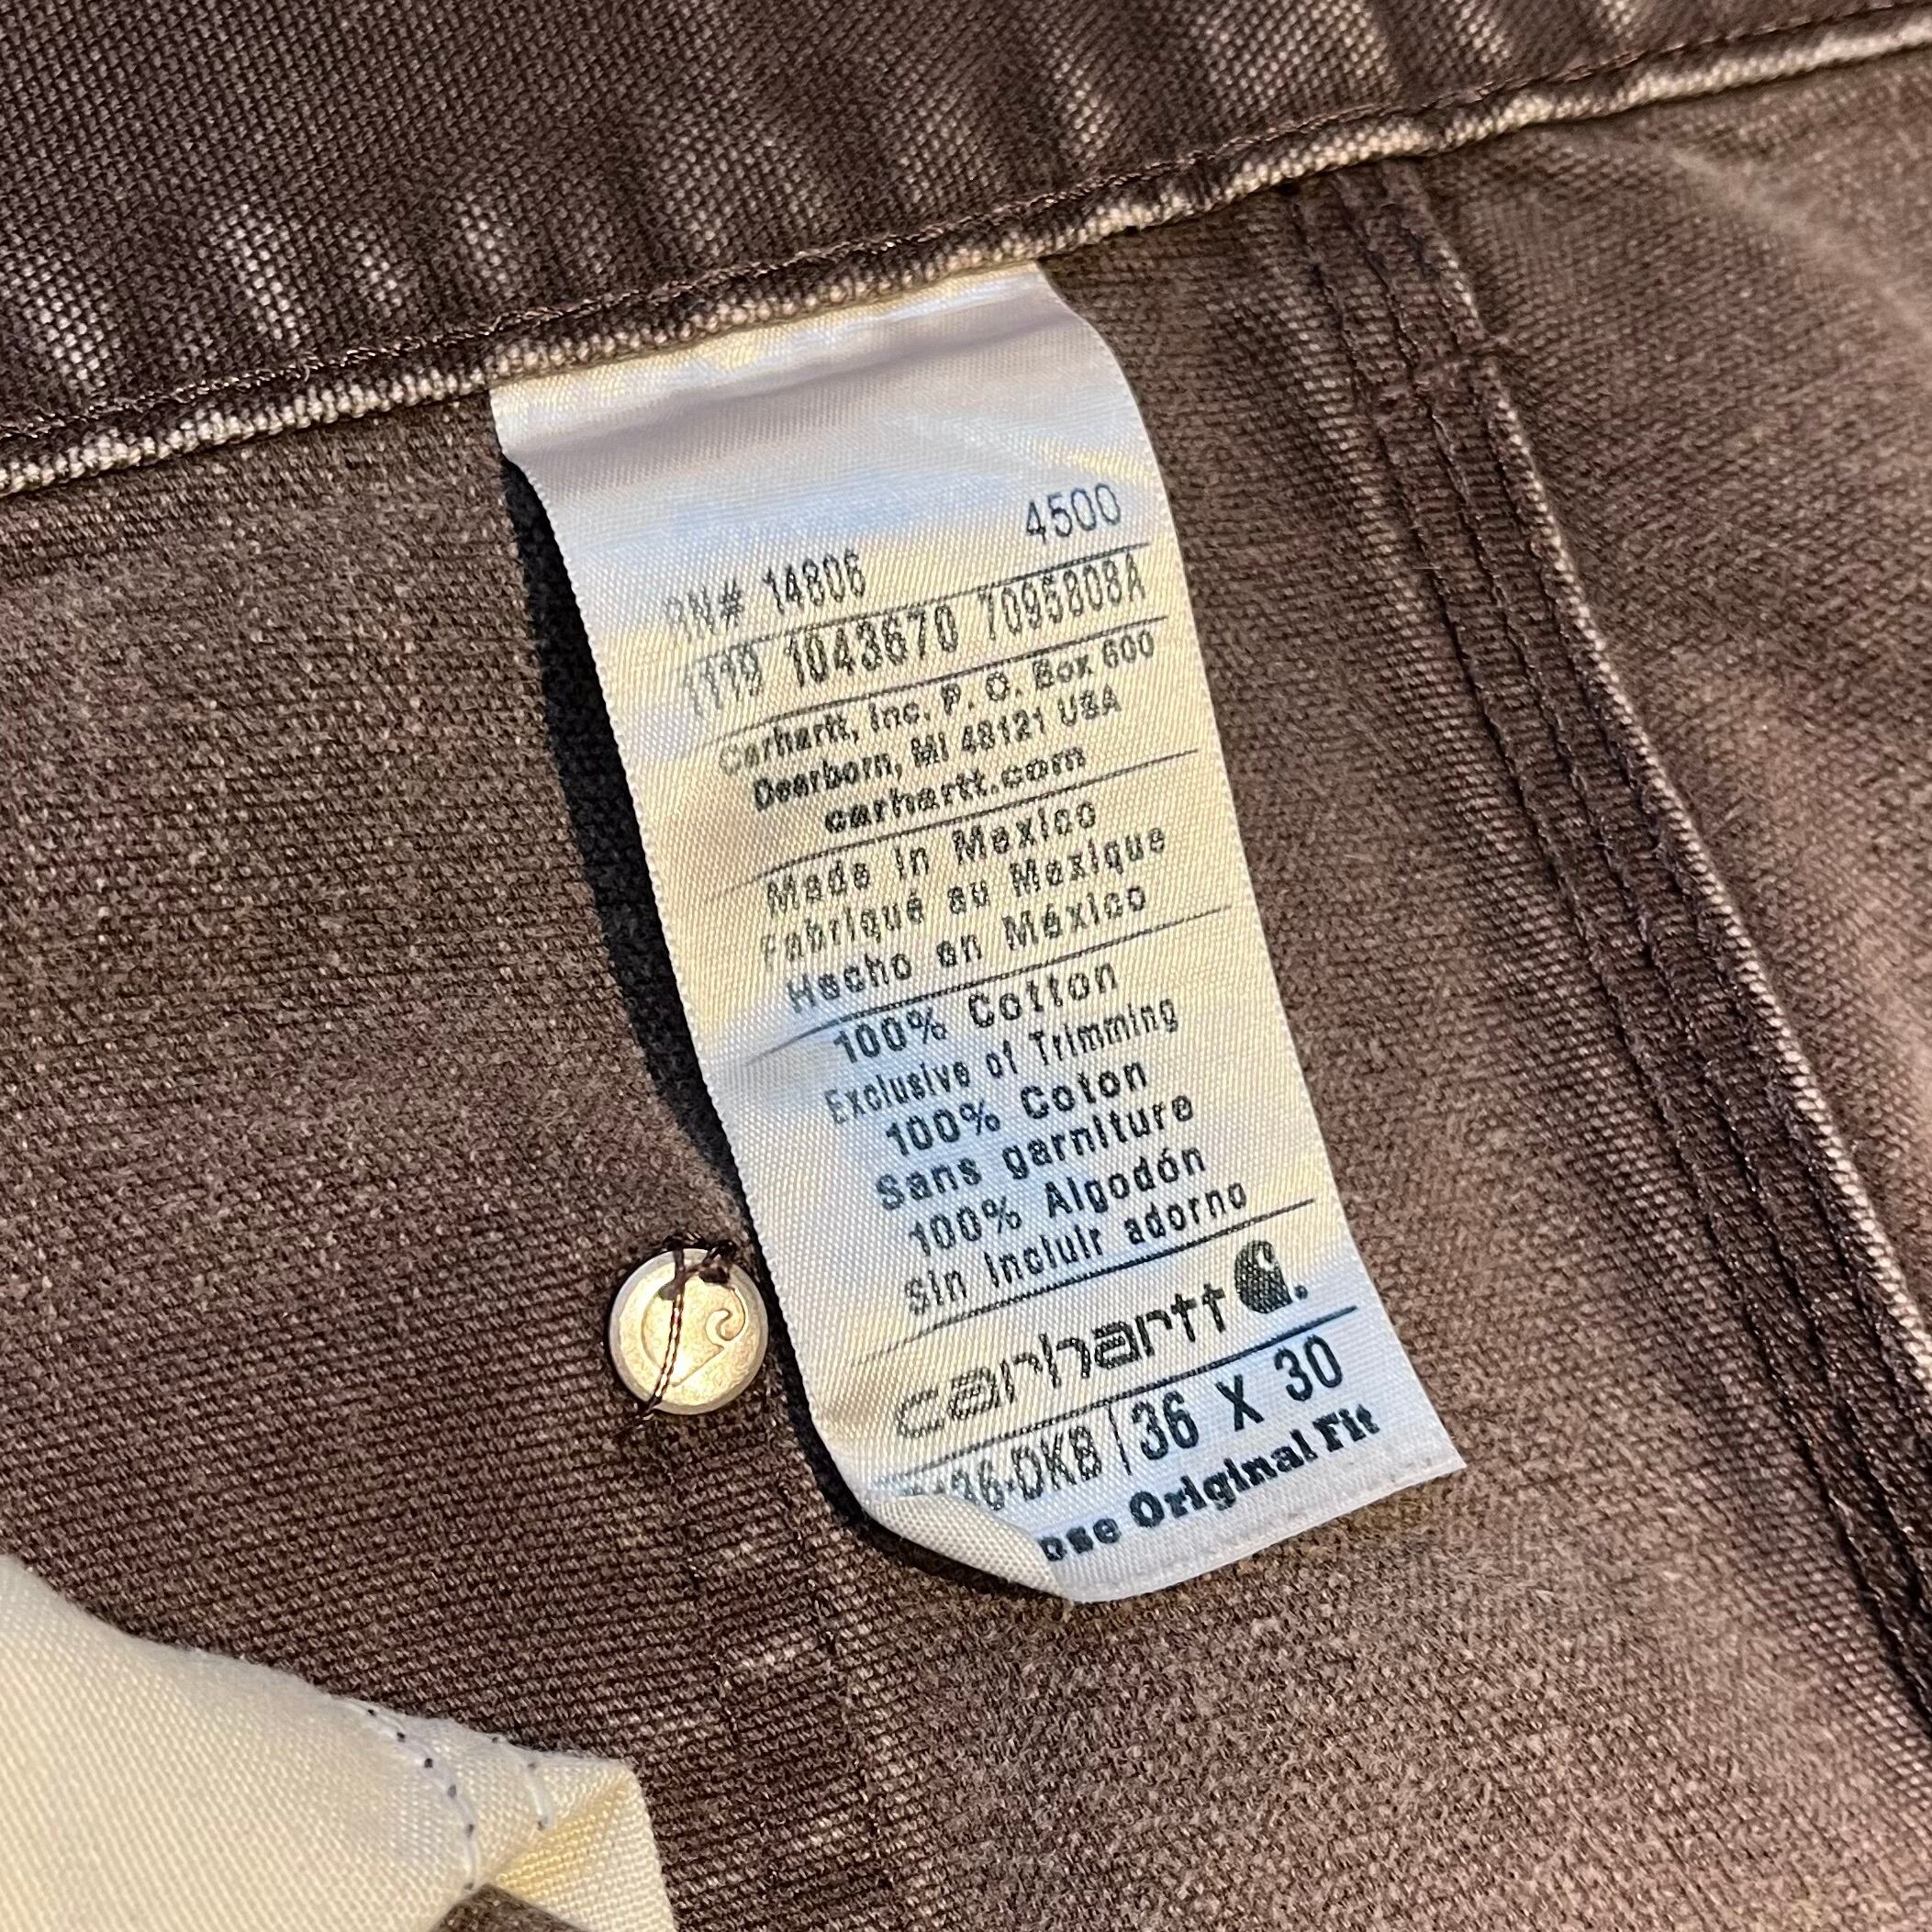 4500
RN# 14806
1119 1043670 7095808A
Carhartt, Inc. P. O. Box 600
Dearborn, MI 48121 USA
carhartt.com
Made in Mexico
Fabriqué au Mexique
Hecho en México
100% Cotton
Exclusive of Trimming
100% Coton
Sans garniture
100% Algodón
Sin incluir adorno
carhartt
36-DKB / 36 X 30
Original Fit